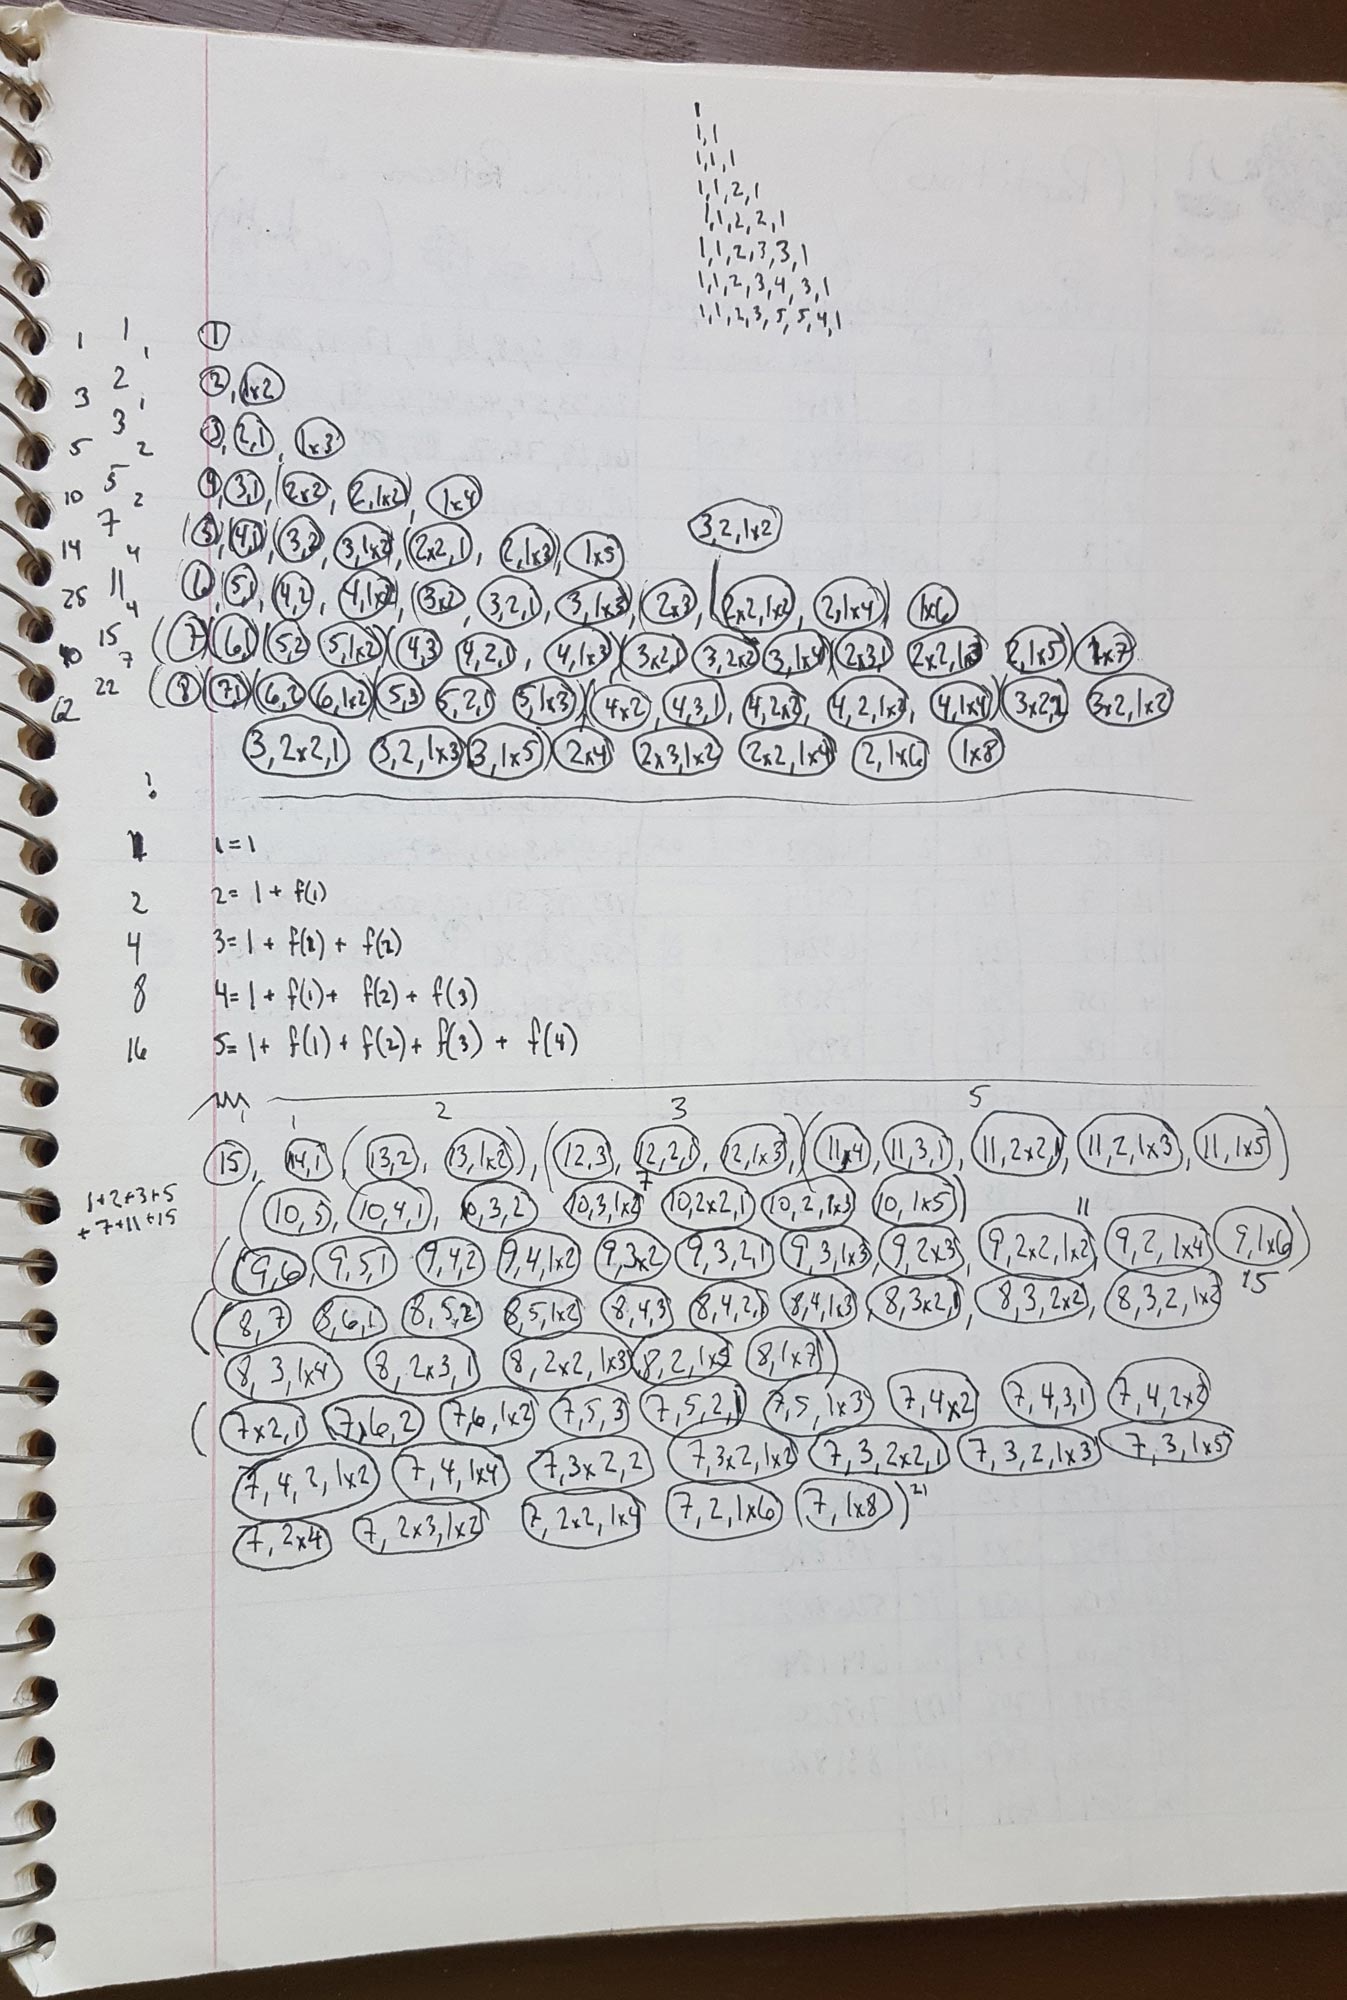 1
1,1
1,1,1
1,1,2,1
1,1,2,2,1
1,1,2,3,3,1
1,1,2,3,4,3,1
1,1,2,3,5,5,4,1
1 1 1 1
3 2 1 2, 1x2
5 3 2 3, 2,1, 1x3
10 5 2 4, 3,1, (2x2, 2,1x2), 1x4
3,2,1x2
14 7 4 (5)(4,1)(3,2, 3,1x2)(2x2,1, 2,1x3) 1x5
25 11 4 6, (5,1), (4,2, 4,1x2), (3x2, 3,2,1, 3,1x3), (2x3, 2x2,1x2, 2,1x4) 1x6
40 15 7 (7)(6,1)(5,2 5,1x2)(4,3 4,2,1, 4,1x3)(3x2,1 3,2x2 3,1x4)(2x3,1 2x2,1x3 2,1x5) 1x7
62 22 (8)(7,1)(6,2 6,1x2)(5,3 5,2,1 5,1x3)(4x2, 4,3,1, 4,2x2, 4,2,1x2, 4,1x4)(3x2,2 3x2,1x2
3,2x2,1 3,2,1x3 3,1x5)(2x4 2x3,1x2 2x2,1x4 2,1x6 1x8
1 1=1
2 2=1+f(1)
4 3=1+f(1)+f(2)
8 4=1+f(1)+f(2)+f(3)
16 5=1+f(1)+f(2)+f(3)+f(4)
1 2 3 5
15, 14,1 (13,2, 13,1x2), (12,3, 12,2,1, 12,1x3), (11,4, 11,3,1, 11,2x2,1, 11,2,1x3, 11,1x5)
1+2+3+5
+7+11+15
7
(10,5, 10,4,1, 10,3,2 10,3,1x2 10,2x2,1 10,2,1x3 10,1x5) 11
(9,6, 9,5,1 9,4,2 9,4,1x2 9,3x2 9,3,2,1 9,3,1x3, 9,2x3, 9,2x2,1x2, 9,2,1x4 9,1x6)
15
(8,7 8,6,1 8,5,2 8,5,1x2 8,4,3 8,4,2,1 8,4,1x3 8,3x2,1 8,3,2x2, 8,3,2,1x2
8,3,1x4 8,2x3,1 8,2x2,1x3 8,2,1x5 8,1x7)
(7x2,1 7,6,2 7,6,1x2 7,5,3 7,5,2,1 7,5,1x3 7,4x2 7,4,3,1 7,4,2x2
7,4,2,1x2 7,4,1x4 7,3x2,2 7,3x2,1x2 7,3,2x2,1 7,3,2,1x3 7,3,1x5
7,2x4 7,2x3,1x2 7,2x2,1x4 7,2,1x6 7,1x8) 21